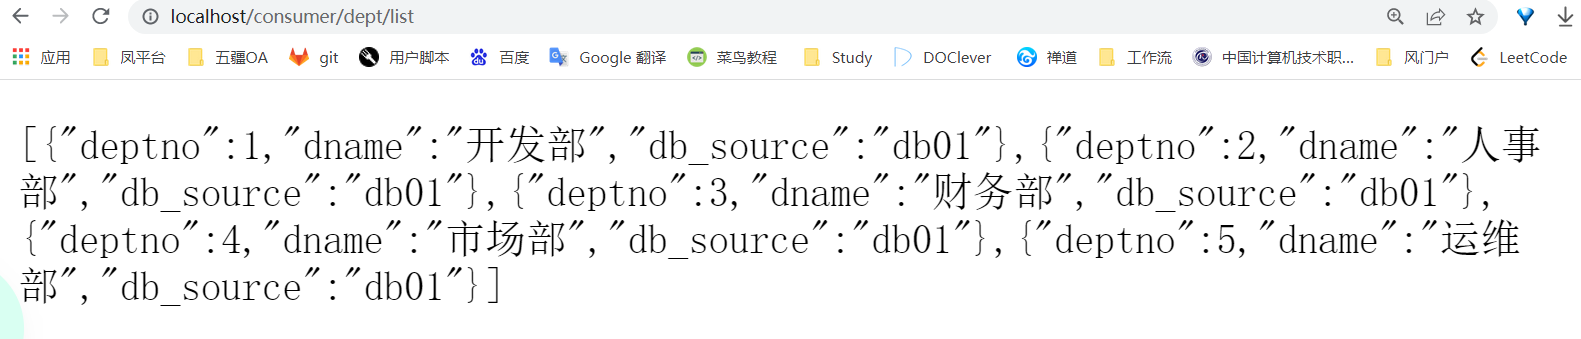 localhost/consumer/dept/list
应用 凤平台 五疆OA git 用户脚本 百度 Google 翻译 菜鸟教程 Study DOClever 禅道 工作流 中国计算机技术职... 风门户 LeetCode
[{"deptno":1,"dname":"开发部","db_source":"db01"},{"deptno":2,"dname":"人事
部","db_source":"db01"},{"deptno":3,"dname":"财务部","db_source":"db01"},
{"deptno":4,"dname":"市场部","db_source":"db01"},{"deptno":5,"dname":"运维
部","db_source":"db01"}]